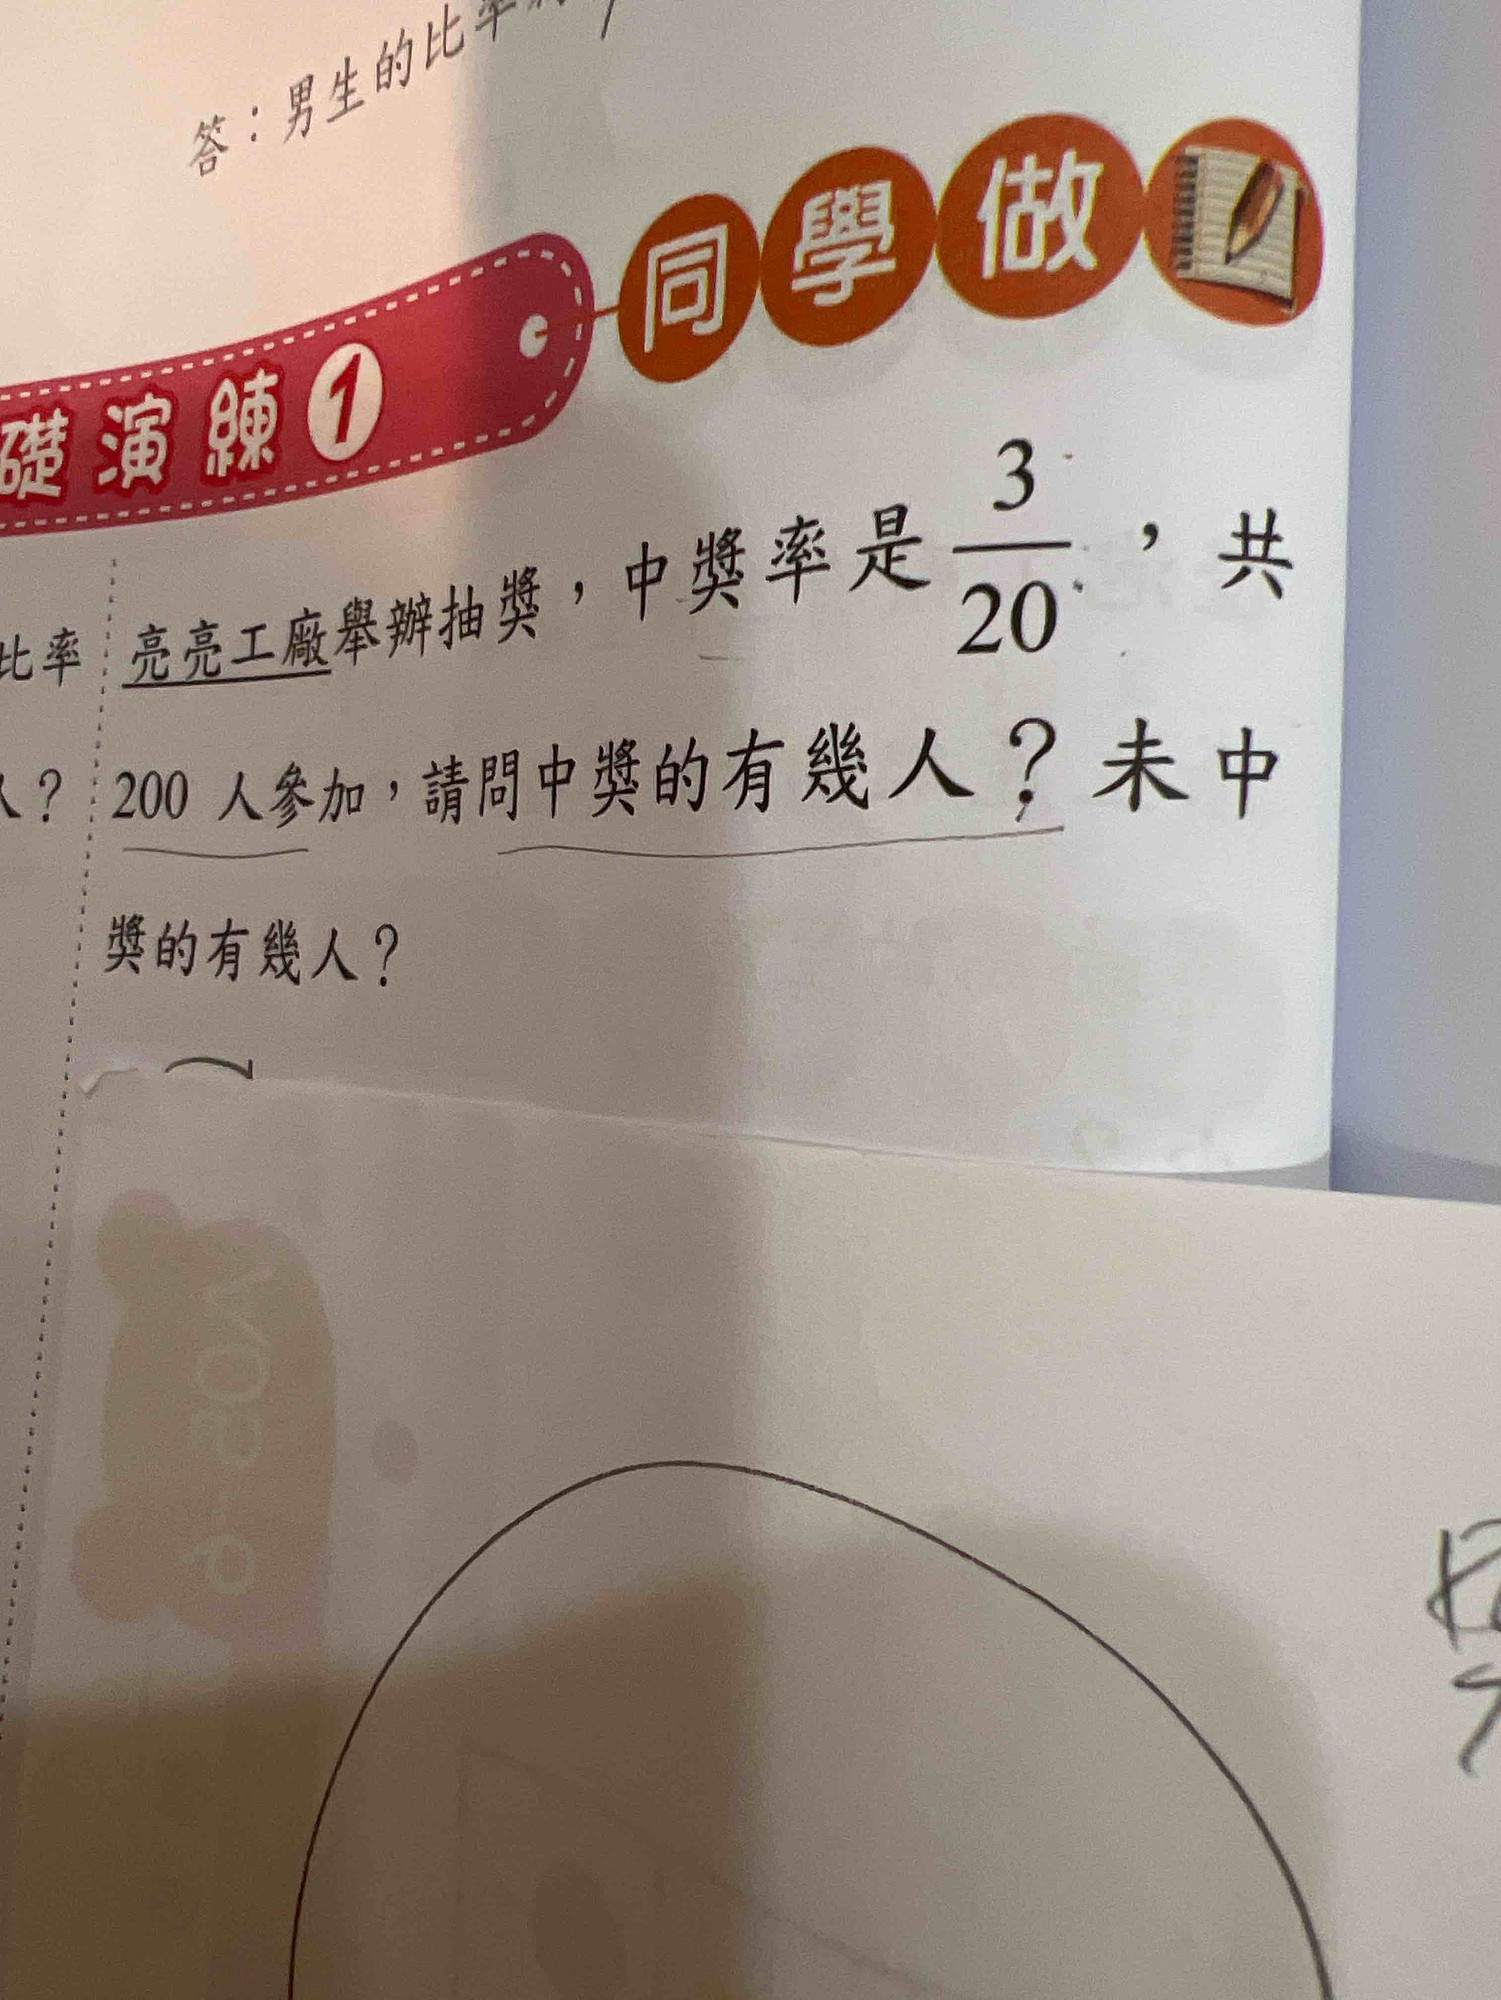 答：男生的比率
同學做
礎演練1
比率
亮亮工廠舉辦抽獎，中獎率是 3/20 ，共
人？
200 人參加，請問中獎的有幾人？未中
獎的有幾人？